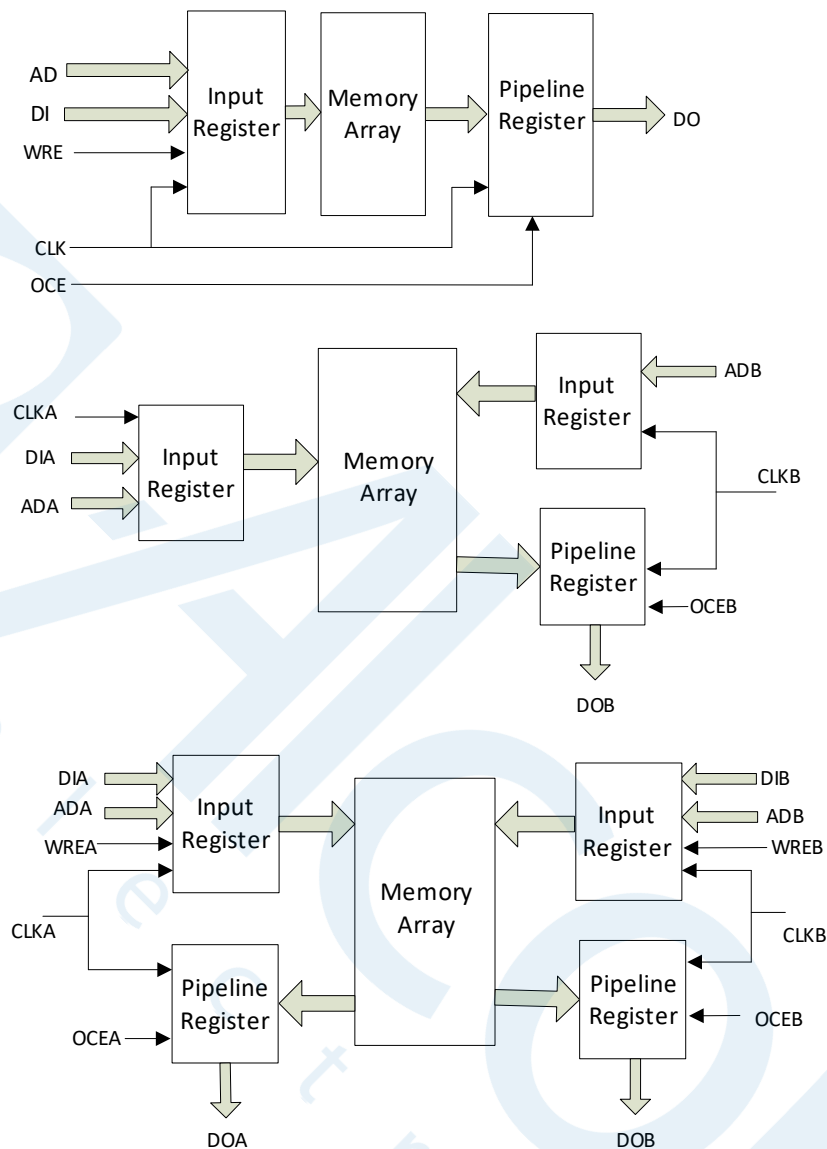 AD
DI
WRE
CLK
OCE
Input
Register
Memory
Array
Pipeline
Register
DO
CLKA
DIA
ADA
Input
Register
Memory
Array
Input
Register
ADB
CLKB
Pipeline
Register
OCEB
DOB
DIA
ADA
WREA
CLKA
OCEA
Input
Register
Pipeline
Register
DOA
Memory
Array
Input
Register
DIB
ADB
WREB
CLKB
Pipeline
Register
OCEB
DOB